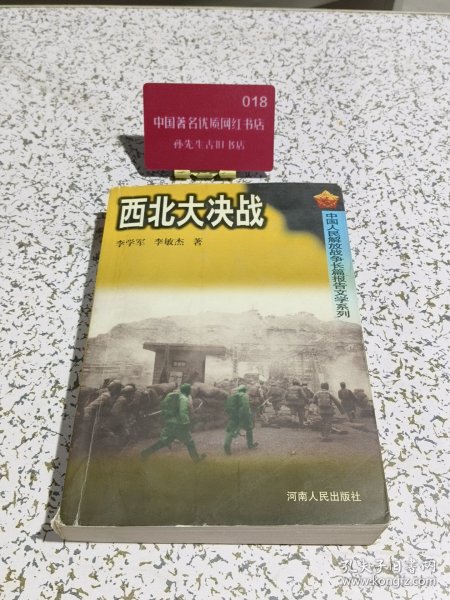 018
中国著名优质网红书店
孙先生古旧书店
西北大决战
李学军 李敏杰 著
中国人民解放战争长篇报告文学系列
河南人民出版社
孔夫子旧书网
www.kongfz.com